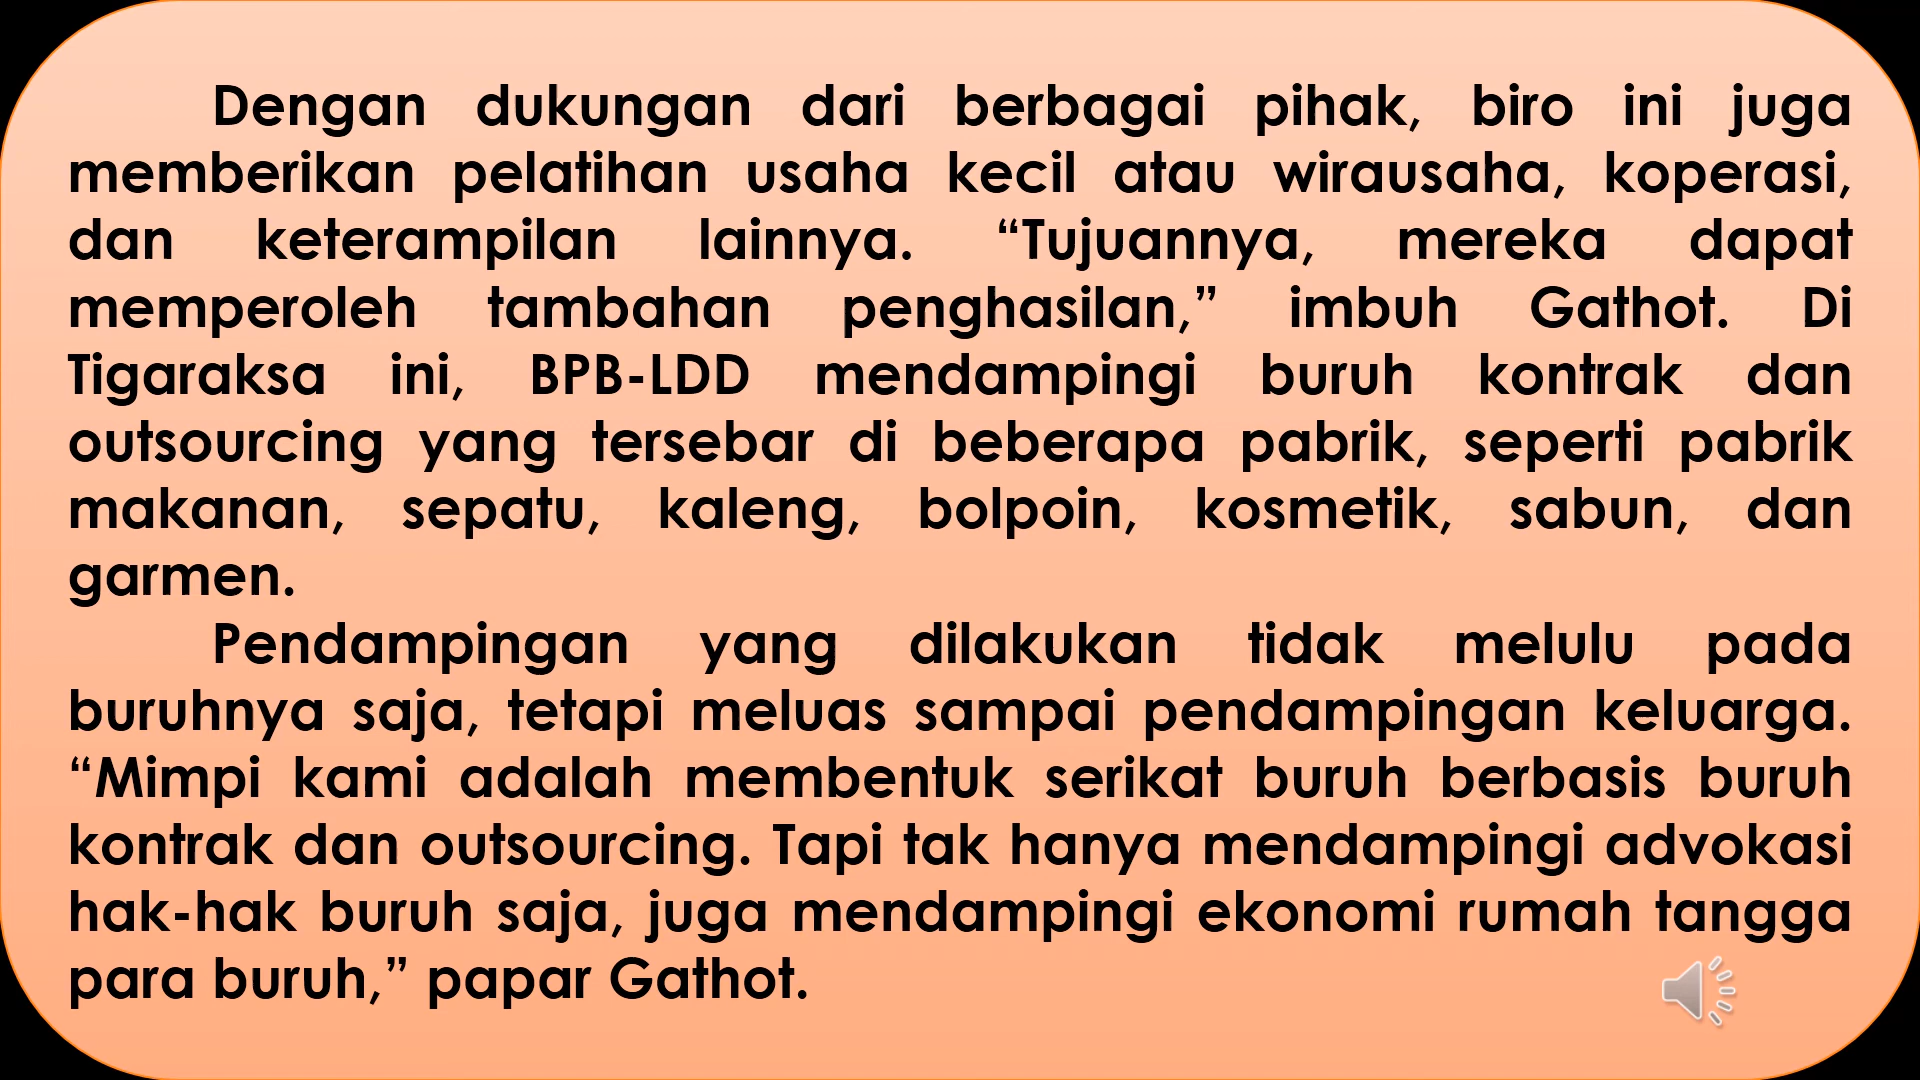 Dengan dukungan dari berbagai pihak, biro ini juga
memberikan pelatihan usaha kecil atau wirausaha, koperasi,
dan keterampilan lainnya. “Tujuannya, mereka dapat
memperoleh tambahan penghasilan,” imbuh Gathot. Di
Tigaraksa ini, BPB-LDD mendampingi buruh kontrak dan
outsourcing yang tersebar di beberapa pabrik, seperti pabrik
makanan, sepatu, kaleng, bolpoin, kosmetik, sabun, dan
garmen.
Pendampingan yang dilakukan tidak melulu pada
buruhnya saja, tetapi meluas sampai pendampingan keluarga.
“Mimpi kami adalah membentuk serikat buruh berbasis buruh
kontrak dan outsourcing. Tapi tak hanya mendampingi advokasi
hak-hak buruh saja, juga mendampingi ekonomi rumah tangga
para buruh,” papar Gathot.